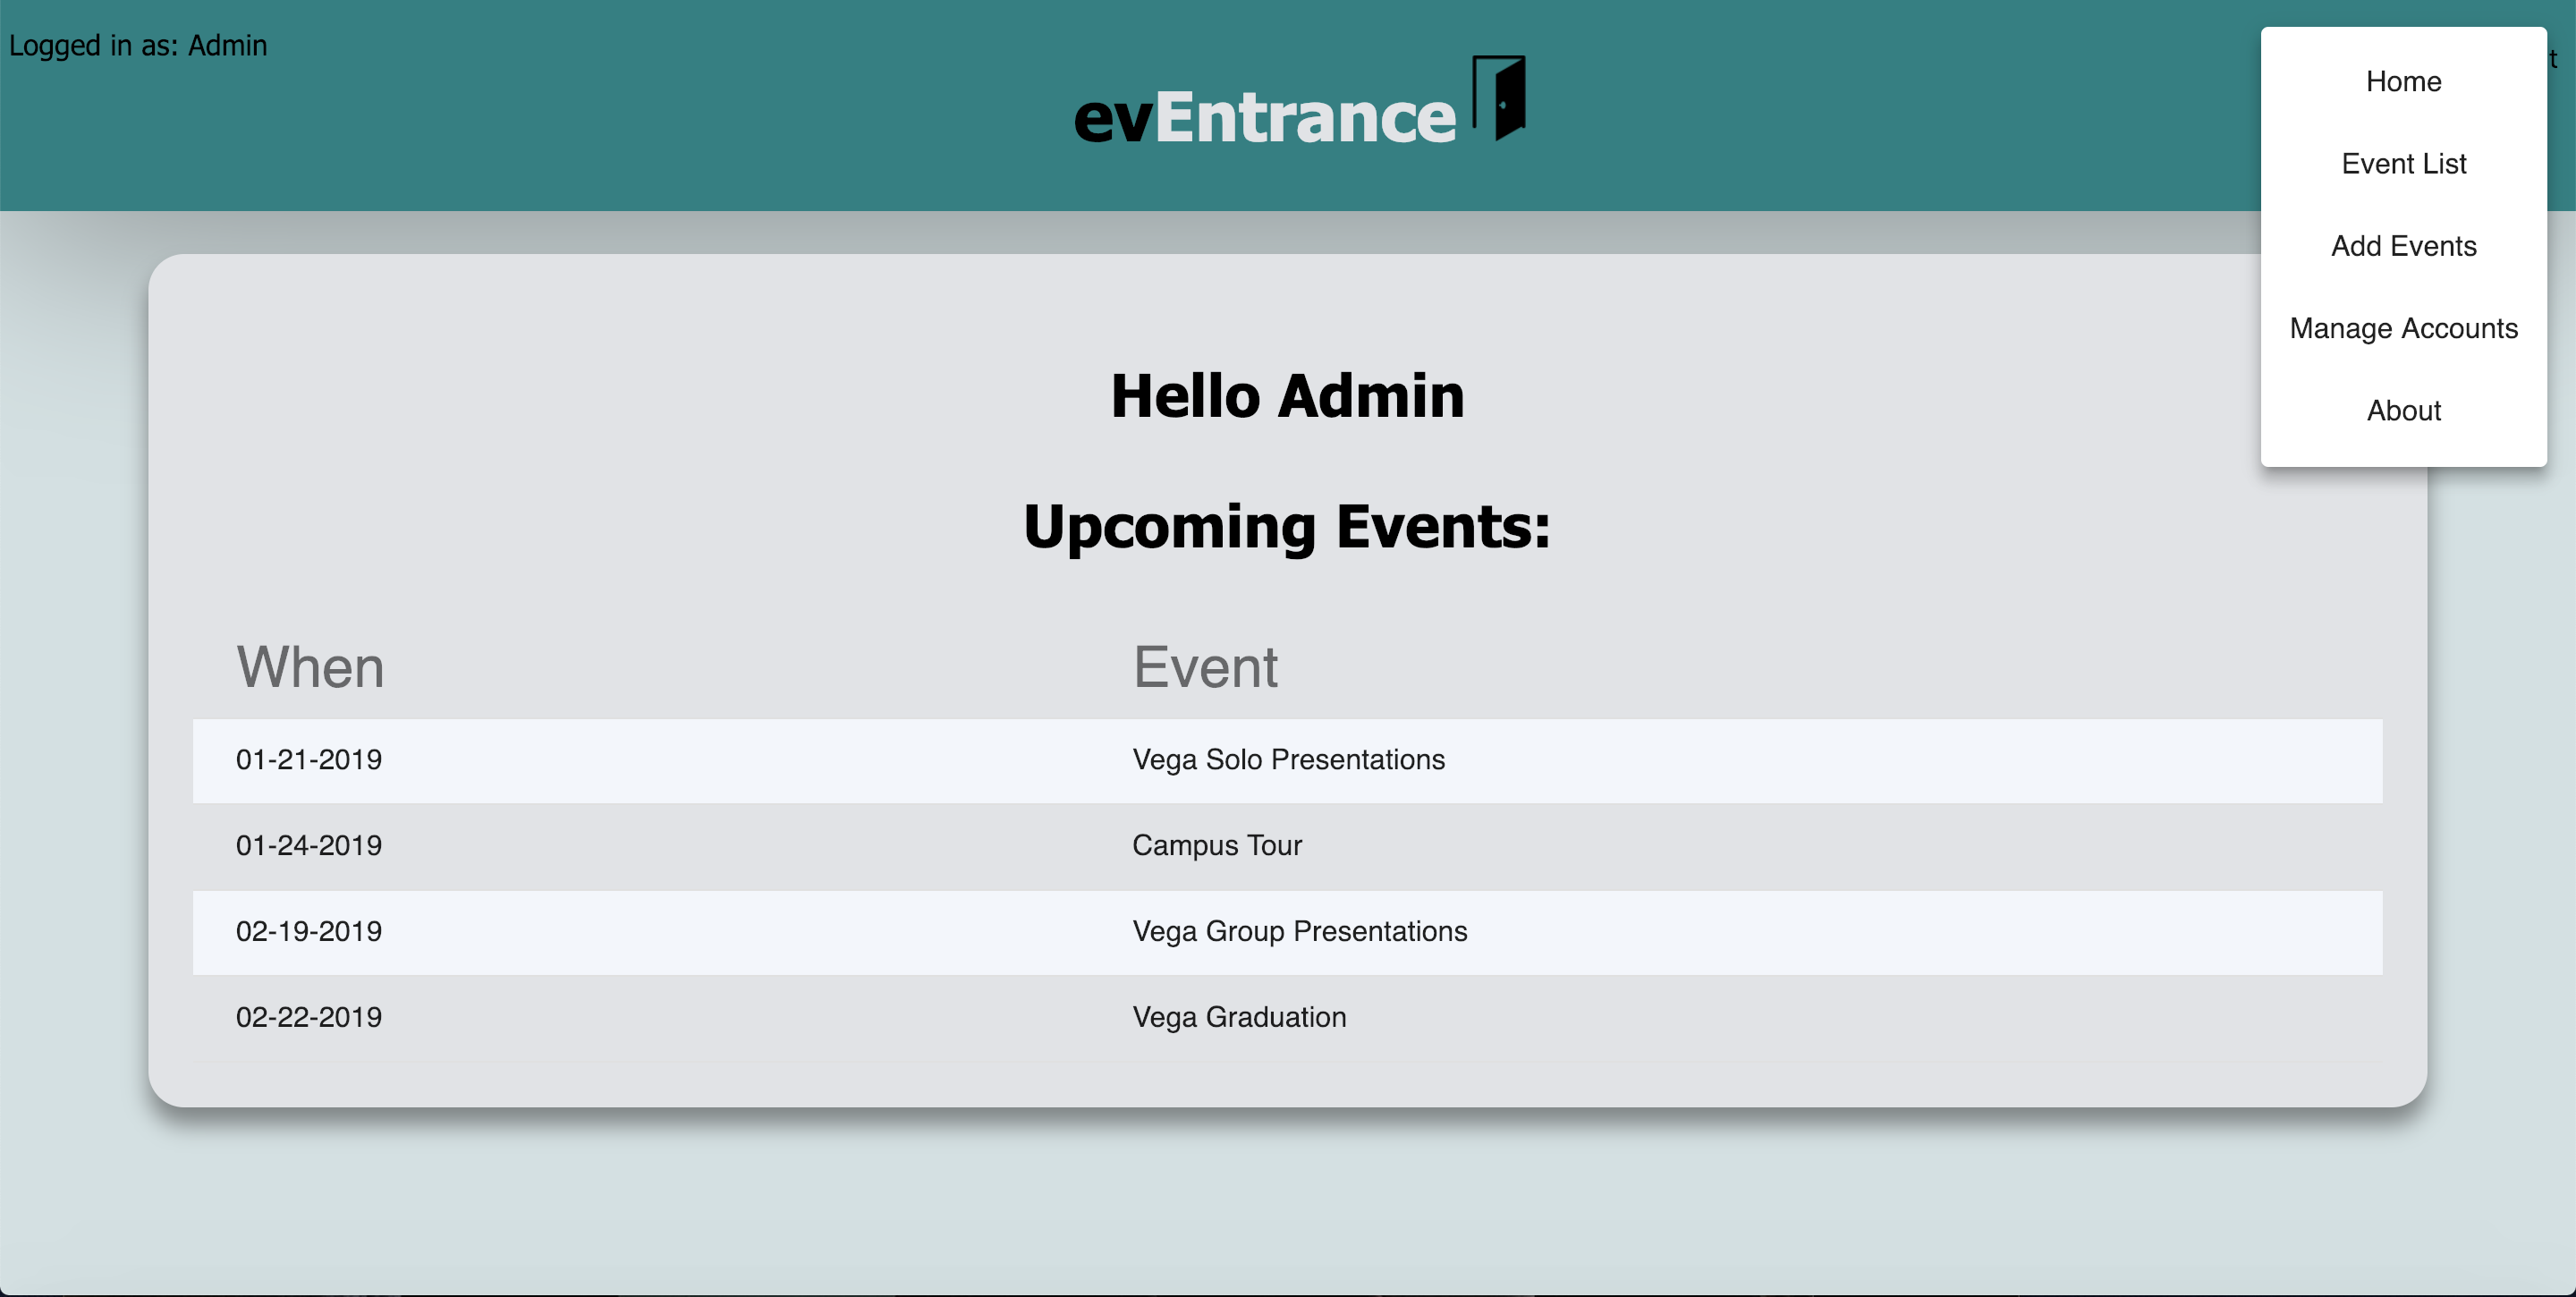 Logged in as: Admin
evEntrance
Home
Event List
Add Events
Manage Accounts
About
Hello Admin
Upcoming Events:
When Event
01-21-2019 Vega Solo Presentations
01-24-2019 Campus Tour
02-19-2019 Vega Group Presentations
02-22-2019 Vega Graduation